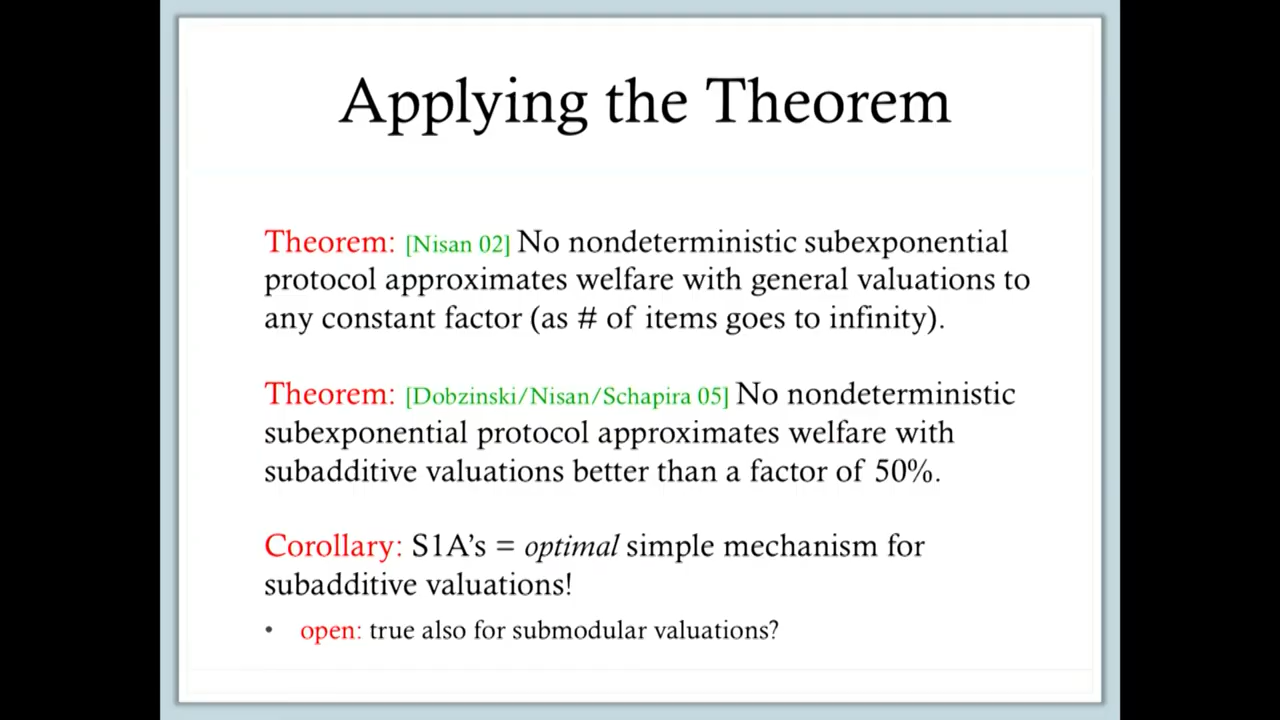 Applying the Theorem
Theorem: [Nisan 02] No nondeterministic subexponential
protocol approximates welfare with general valuations to
any constant factor (as # of items goes to infinity).
Theorem: [Dobzinski/Nisan/Schapira 05] No nondeterministic
subexponential protocol approximates welfare with
subadditive valuations better than a factor of 50%.
Corollary: S1A's = optimal simple mechanism for
subadditive valuations!
• open: true also for submodular valuations?